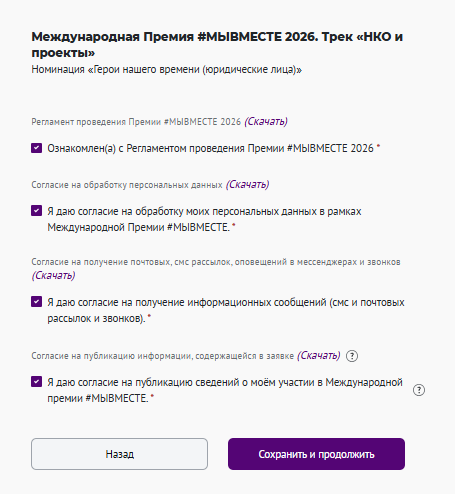 Международная Премия #МЫВМЕСТЕ 2026. Трек «НКО и
проекты»
Номинация «Герои нашего времени (юридические лица)»
Регламент проведения Премии #МЫВМЕСТЕ 2026 (Скачать)
Ознакомлен(а) с Регламентом проведения Премии #МЫВМЕСТЕ 2026 *
Согласие на обработку персональных данных (Скачать)
Я даю согласие на обработку моих персональных данных в рамках
Международной Премии #МЫВМЕСТЕ. *
Согласие на получение почтовых, смс рассылок, оповещений в мессенджерах и звонков
(Скачать)
Я даю согласие на получение информационных сообщений (смс и почтовых
рассылок и звонков). *
Согласие на публикацию информации, содержащейся в заявке (Скачать) ?
Я даю согласие на публикацию сведений о моём участии в Международной
премии #МЫВМЕСТЕ. * ?
Назад
Сохранить и продолжить